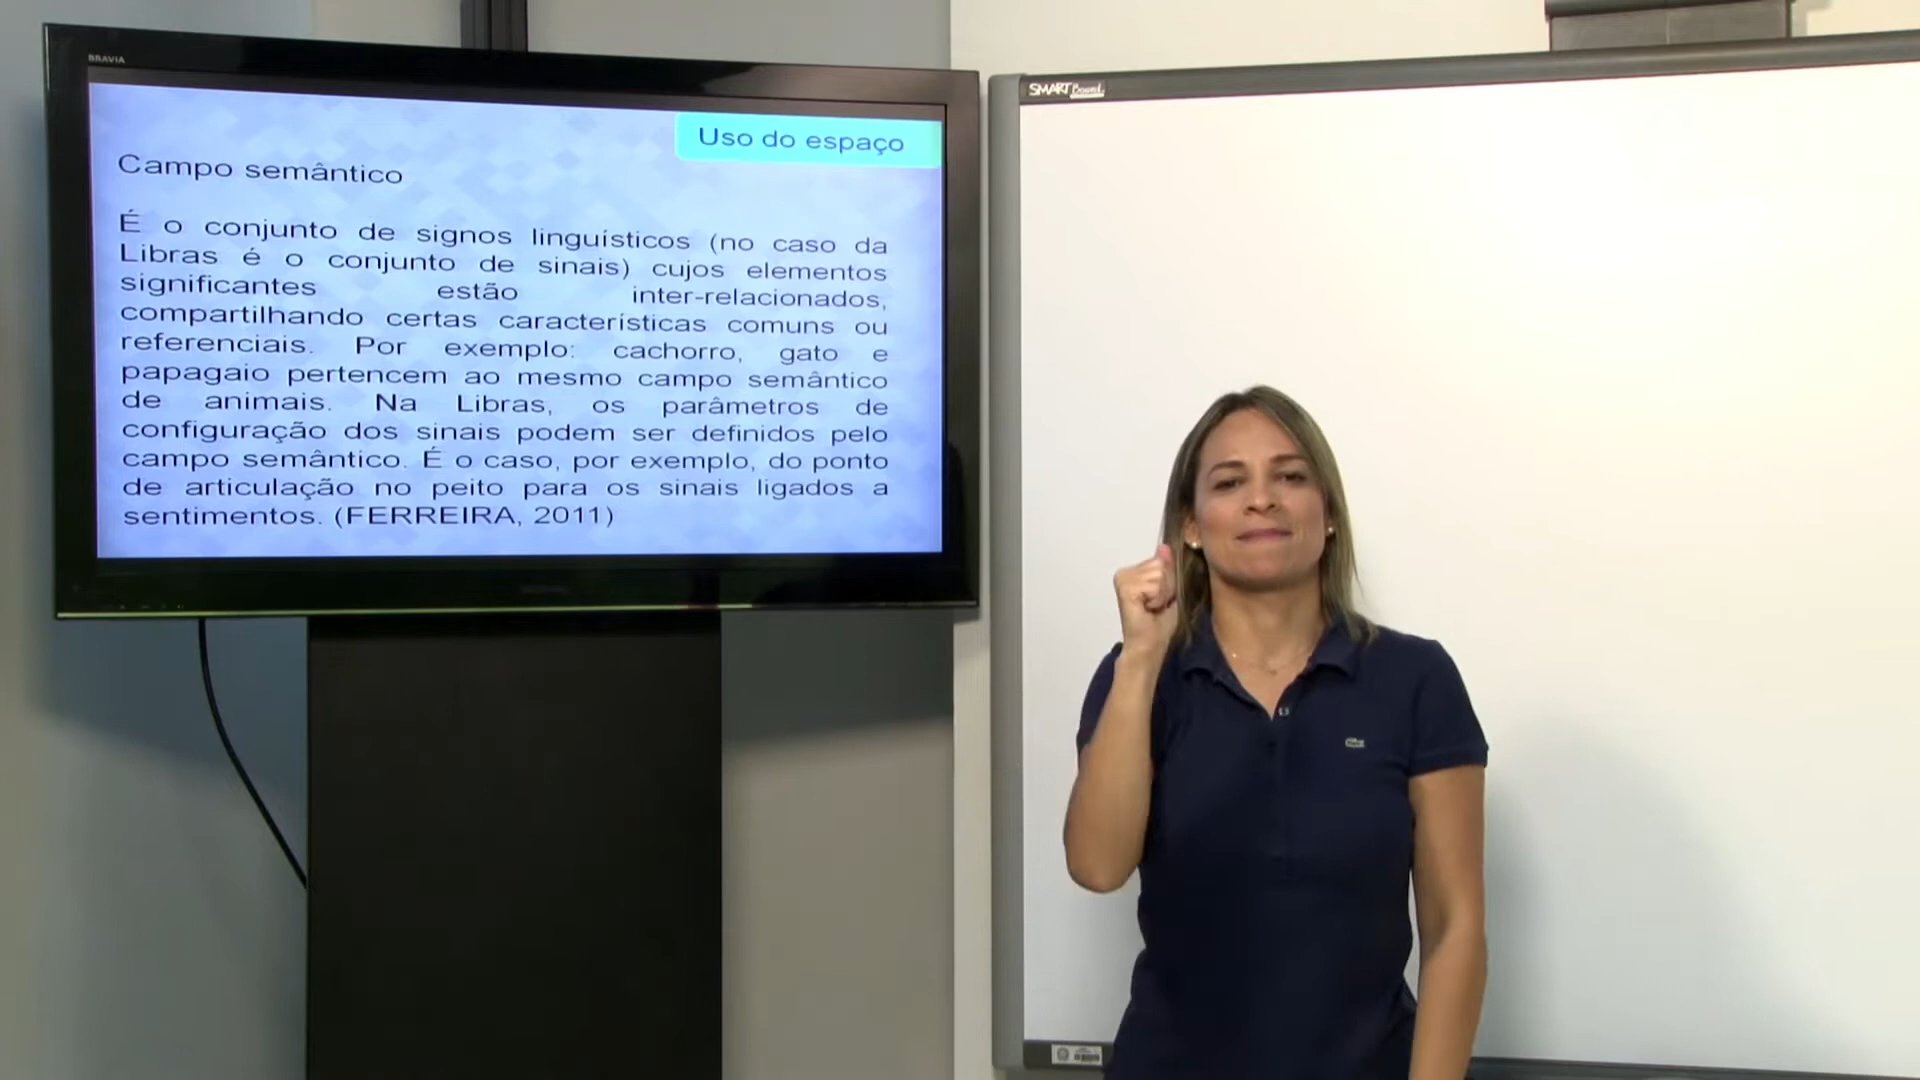 BRAVIA
Uso do espaço
Campo semântico
É o conjunto de signos linguísticos (no caso da
Libras é o conjunto de sinais) cujos elementos
significantes estão inter-relacionados,
compartilhando certas características comuns ou
referenciais. Por exemplo: cachorro, gato e
papagaio pertencem ao mesmo campo semântico
de animais. Na Libras, os parâmetros de
configuração dos sinais podem ser definidos pelo
campo semântico. É o caso, por exemplo, do ponto
de articulação no peito para os sinais ligados a
sentimentos. (FERREIRA, 2011)
SMART Board